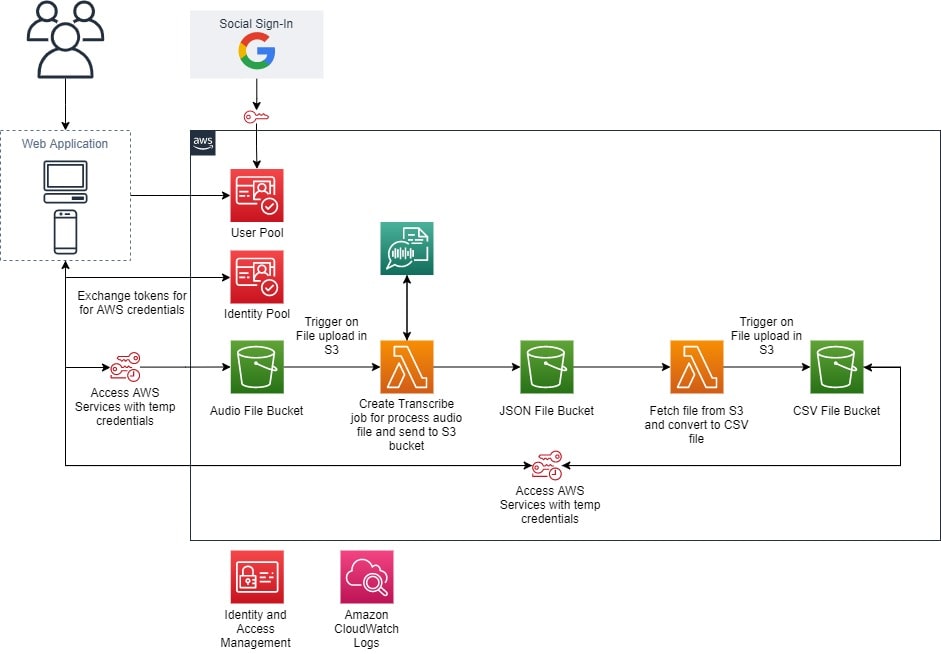 Social Sign-In
Web Application
aws
User Pool
Exchange tokens for
for AWS credentials
Identity Pool
Trigger on
File upload in
S3
Trigger on
File upload in
S3
Access AWS
Services with temp
credentials
Audio File Bucket
Create Transcribe
job for process audio
file and send to S3
bucket
JSON File Bucket
Fetch file from S3
and convert to CSV
file
CSV File Bucket
Access AWS
Services with temp
credentials
Identity and
Access
Management
Amazon
CloudWatch
Logs